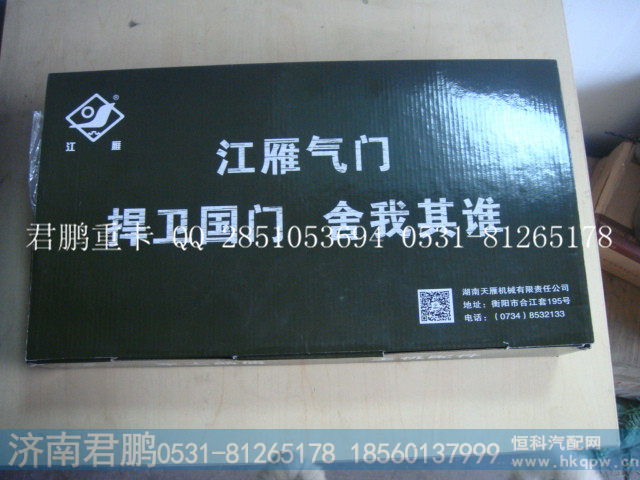 ®
江 雁
江雁气门
捍卫国门 舍我其谁
君鹏重卡 QQ 2851053694 0531-81265178
湖南天雁机械有限责任公司
地址：衡阳市合江套195号
电话：（0734）8532133
济南君鹏0531-81265178 18560137999
恒科汽配网
www.hkqpw.cn